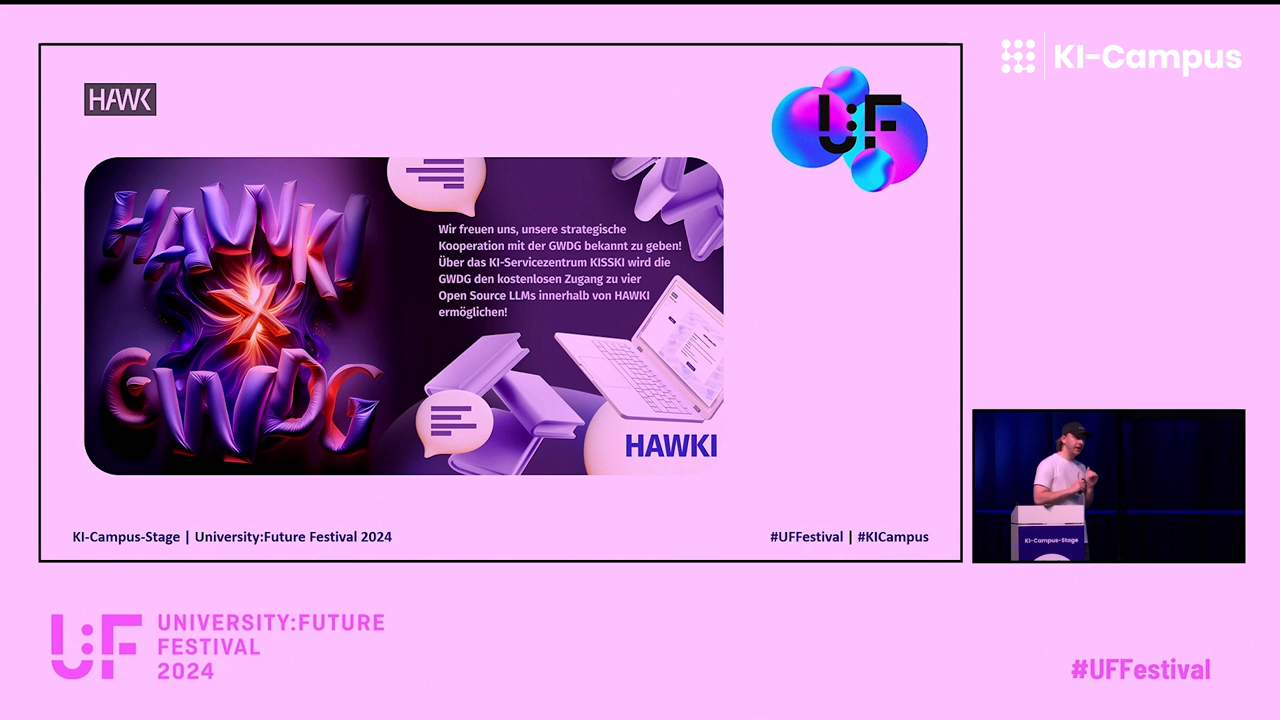 KI-Campus
HAWK
U:F
HAWKI
X
GWDG
Wir freuen uns, unsere strategische
Kooperation mit der GWDG bekannt zu geben!
Über das KI-Servicezentrum KISSKI wird die
GWDG den kostenlosen Zugang zu vier
Open Source LLMs innerhalb von HAWKI
ermöglichen!
HAWKI
KI-Campus-Stage | University:Future Festival 2024
#UFFestival | #KICampus
KI-Campus-Stage
U:F
UNIVERSITY:FUTURE
FESTIVAL
2024
#UFFestival